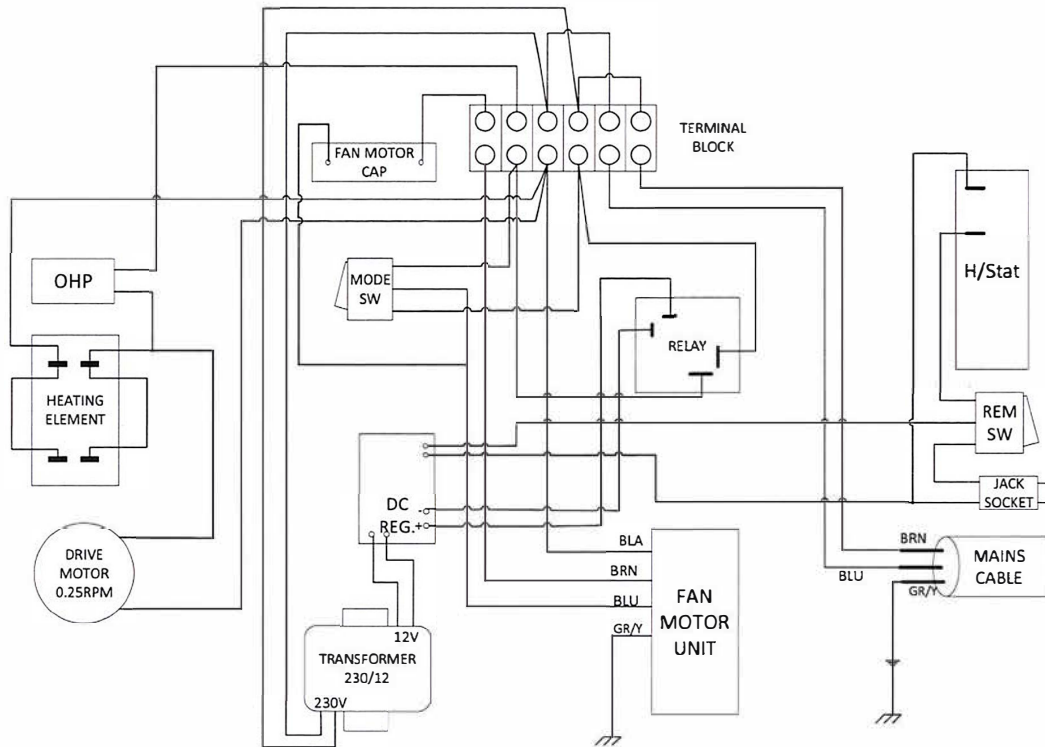 TERMINAL
BLOCK
FAN MOTOR
CAP
OHP
MODE
SW
H/Stat
RELAY
HEATING
ELEMENT
REM
SW
DC -
REG.+
JACK
SOCKET
DRIVE
MOTOR
0.25RPM
BLA
BRN
BLU
GR/Y
FAN
MOTOR
UNIT
BRN
BLU
GR/Y
MAINS
CABLE
12V
TRANSFORMER
230/12
230V